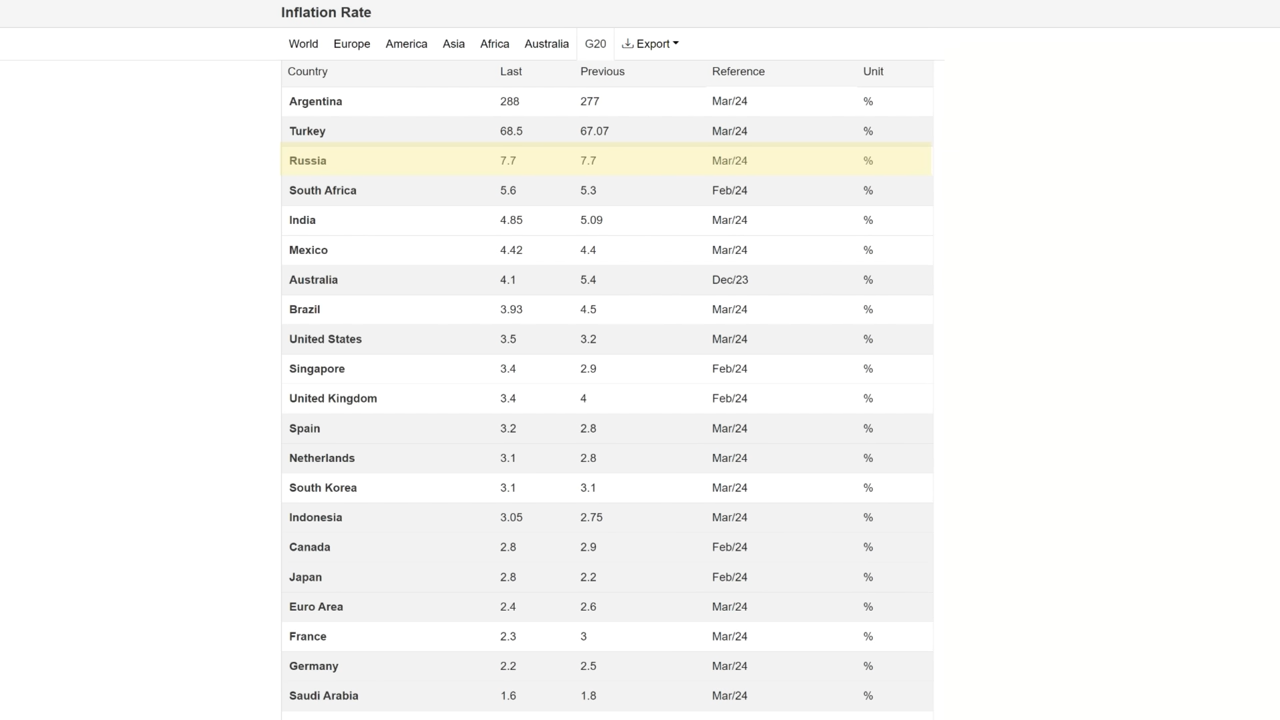 Inflation Rate
World Europe America Asia Africa Australia G20 Export
Country Last Previous Reference Unit
Argentina 288 277 Mar/24 %
Turkey 68.5 67.07 Mar/24 %
Russia 7.7 7.7 Mar/24 %
South Africa 5.6 5.3 Feb/24 %
India 4.85 5.09 Mar/24 %
Mexico 4.42 4.4 Mar/24 %
Australia 4.1 5.4 Dec/23 %
Brazil 3.93 4.5 Mar/24 %
United States 3.5 3.2 Mar/24 %
Singapore 3.4 2.9 Feb/24 %
United Kingdom 3.4 4 Feb/24 %
Spain 3.2 2.8 Mar/24 %
Netherlands 3.1 2.8 Mar/24 %
South Korea 3.1 3.1 Mar/24 %
Indonesia 3.05 2.75 Mar/24 %
Canada 2.8 2.9 Feb/24 %
Japan 2.8 2.2 Feb/24 %
Euro Area 2.4 2.6 Mar/24 %
France 2.3 3 Mar/24 %
Germany 2.2 2.5 Mar/24 %
Saudi Arabia 1.6 1.8 Mar/24 %